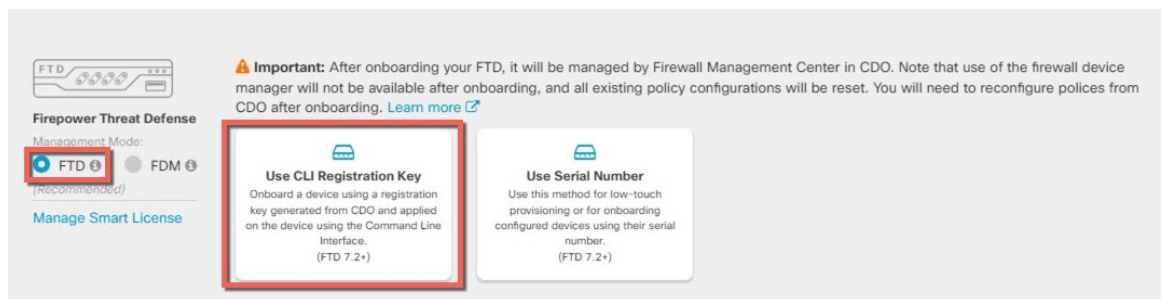 FTD
Firepower Threat Defense
Management Mode:
FTD
FDM
(Recommended)
Manage Smart License
Important: After onboarding your FTD, it will be managed by Firewall Management Center in CDO. Note that use of the firewall device
manager will not be available after onboarding, and all existing policy configurations will be reset. You will need to reconfigure polices from
CDO after onboarding. Learn more
Use CLI Registration Key
Onboard a device using a registration
key generated from CDO and applied
on the device using the Command Line
Interface.
(FTD 7.2+)
Use Serial Number
Use this method for low-touch
provisioning or for onboarding
configured devices using their serial
number.
(FTD 7.2+)